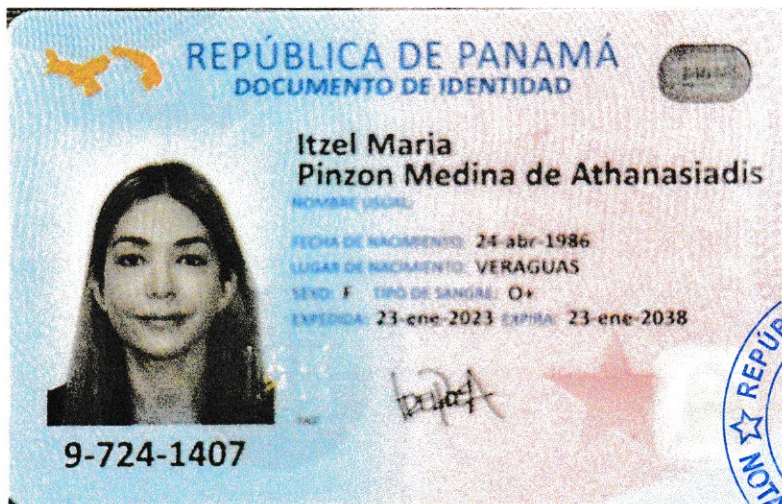 REPÚBLICA DE PANAMÁ
DOCUMENTO DE IDENTIDAD
Itzel Maria
Pinzon Medina de Athanasiadis
NOMBRE USUAL:
FECHA DE NACIMIENTO: 24-abr-1986
LUGAR DE NACIMIENTO: VERAGUAS
SEXO: F TIPO DE SANGRE: O+
EXPEDIDA: 23-ene-2023 EXPIRA: 23-ene-2038
9-724-1407
REPÚB